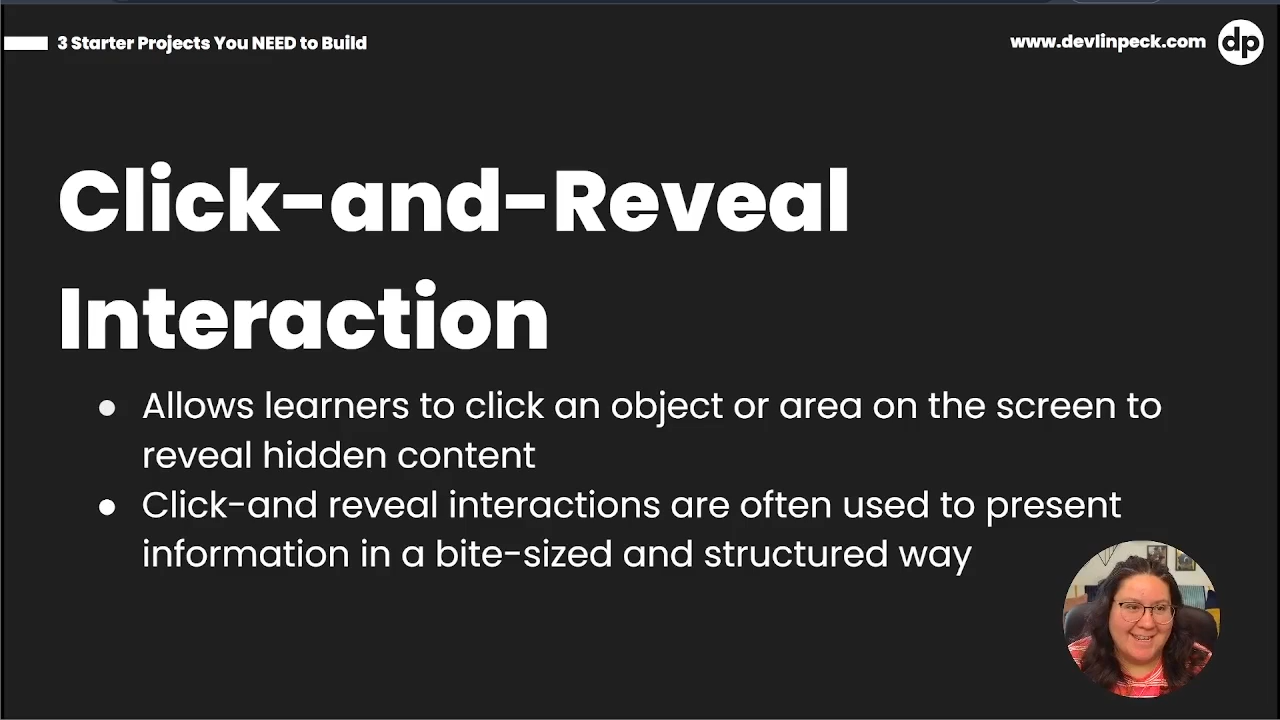 3 Starter Projects You NEED to Build
www.devlinpeck.com dp
Click-and-Reveal
Interaction
● Allows learners to click an object or area on the screen to
reveal hidden content
● Click-and reveal interactions are often used to present
information in a bite-sized and structured way